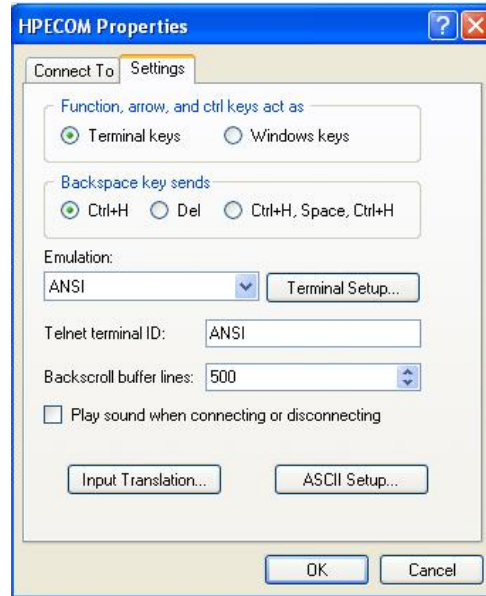 HPECOM Properties
Connect To Settings
Function, arrow, and ctrl keys act as
Terminal keys Windows keys
Backspace key sends
Ctrl+H Del Ctrl+H, Space, Ctrl+H
Emulation:
ANSI Terminal Setup...
Telnet terminal ID: ANSI
Backscroll buffer lines: 500
Play sound when connecting or disconnecting
Input Translation... ASCII Setup...
OK Cancel